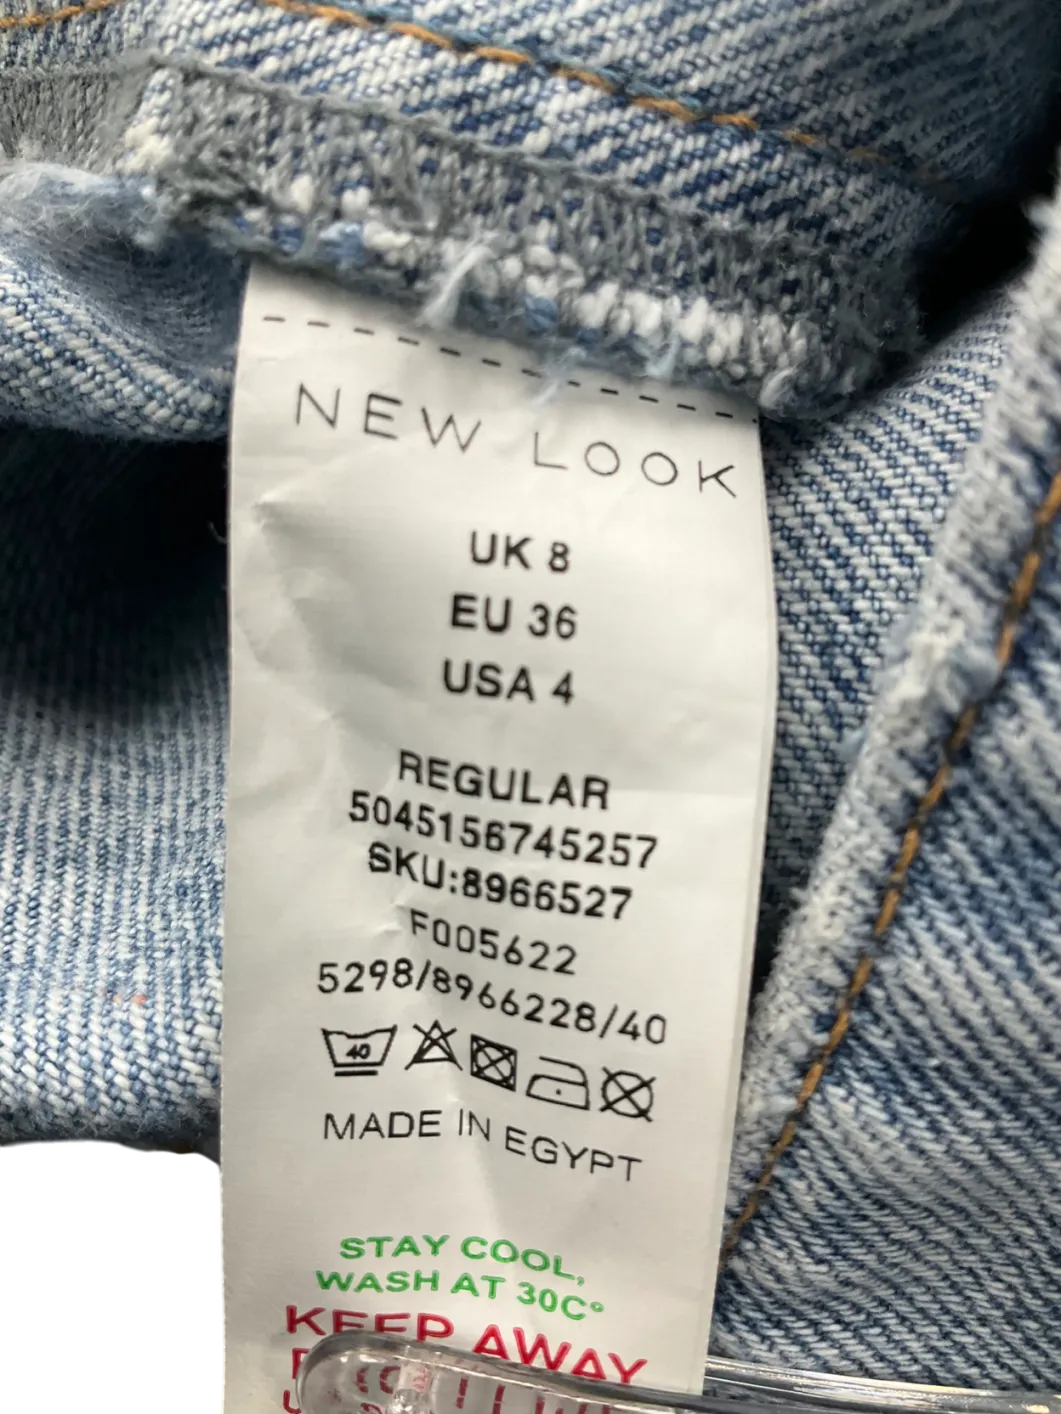 NEW LOOK
UK 8
EU 36
USA 4
REGULAR
5045156745257
SKU:8966527
F005622
5298/8966228/40
40
MADE IN EGYPT
STAY COOL,
WASH AT 30C°
KEEP AWAY